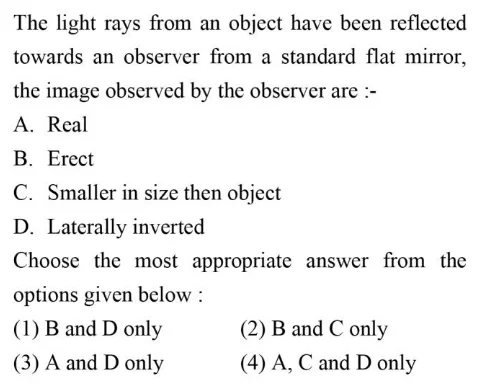 The light rays from an object have been reflected
towards an observer from a standard flat mirror,
the image observed by the observer are :-
A. Real
B. Erect
C. Smaller in size then object
D. Laterally inverted
Choose the most appropriate answer from the
options given below :
(1) B and D only (2) B and C only
(3) A and D only (4) A, C and D only